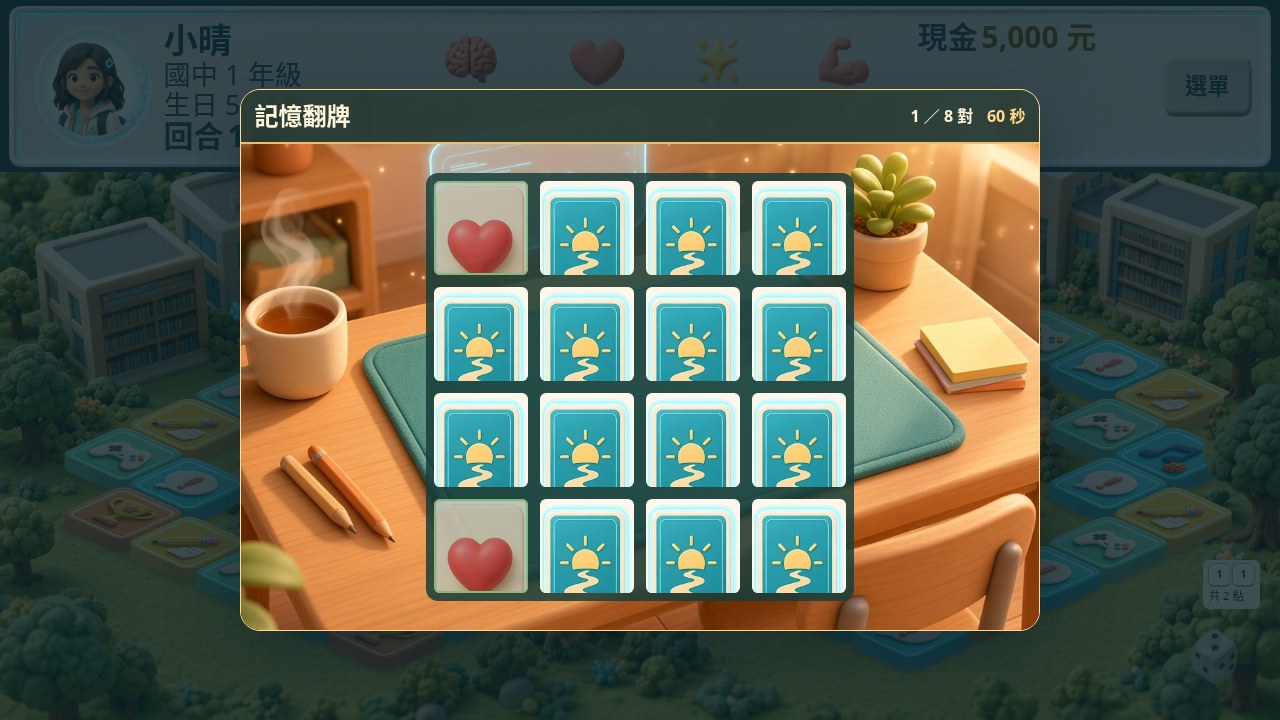 小晴
國中 1 年級
生日 5
回合 1
現金 5,000 元
選單
記憶翻牌
1 ／ 8 對 60 秒
1 1
共 2 點